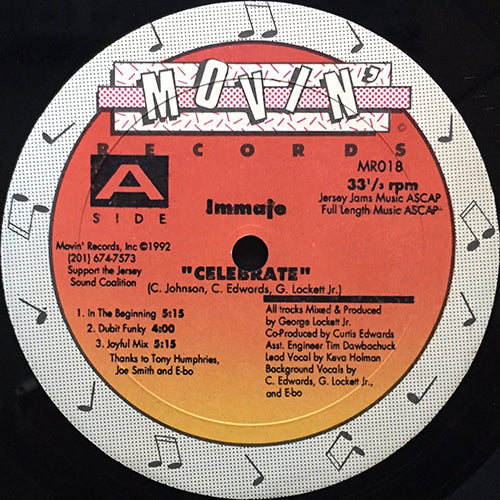 MOVIN'
RECORDS
©
MR018
33 1/3 rpm
Jersey Jams Music ASCAP
Full Length Music ASCAP
A
SIDE
Immaje
Movin' Records, Inc ©1992
(201) 674-7573
Support the Jersey
Sound Coalition
"CELEBRATE"
(C. Johnson, C. Edwards, G. Lockett Jr.)
1. In The Beginning 5:15
2. Dubit Funky 4:00
3. Joyful Mix 5:15
Thanks to Tony Humphries,
Joe Smith and E-bo
All tracks Mixed & Produced
by George Lockett Jr.
Co-Produced by Curtis Edwards
Asst. Engineer Tim Dawbachuck
Lead Vocal by Keva Holman
Background Vocals by
C. Edwards, G. Lockett Jr.,
and E-bo